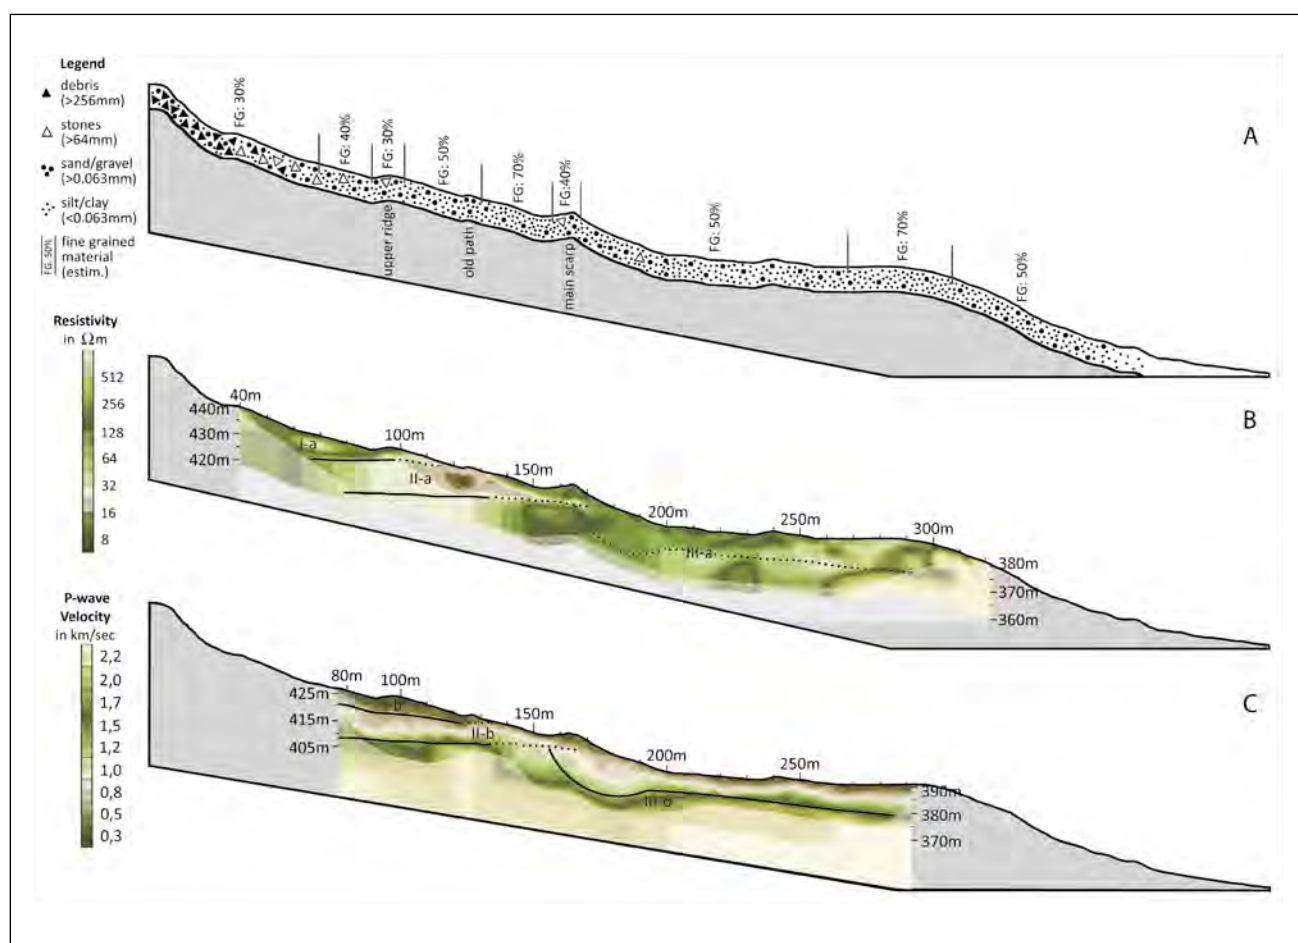 Legend
debris
(>256mm)
stones
(>64mm)
sand/gravel
(>0.063mm)
silt/clay
(<0.063mm)
FG: 50%
fine grained
material
(estim.)
FG: 30%
FG: 40%
FG: 30%
FG: 50%
FG: 70%
FG:40%
FG: 50%
FG: 70%
FG: 50%
upper ridge
old path
main scarp
A
Resistivity
in Ωm
512
256
128
64
32
16
8
440m
430m
420m
40m
100m
150m
200m
250m
300m
380m
370m
360m
I-a
II-a
III-a
B
P-wave
Velocity
in km/sec
2,2
2,0
1,7
1,5
1,2
1,0
0,8
0,5
0,3
425m
415m
405m
80m
100m
150m
200m
250m
390m
380m
370m
II-b
C